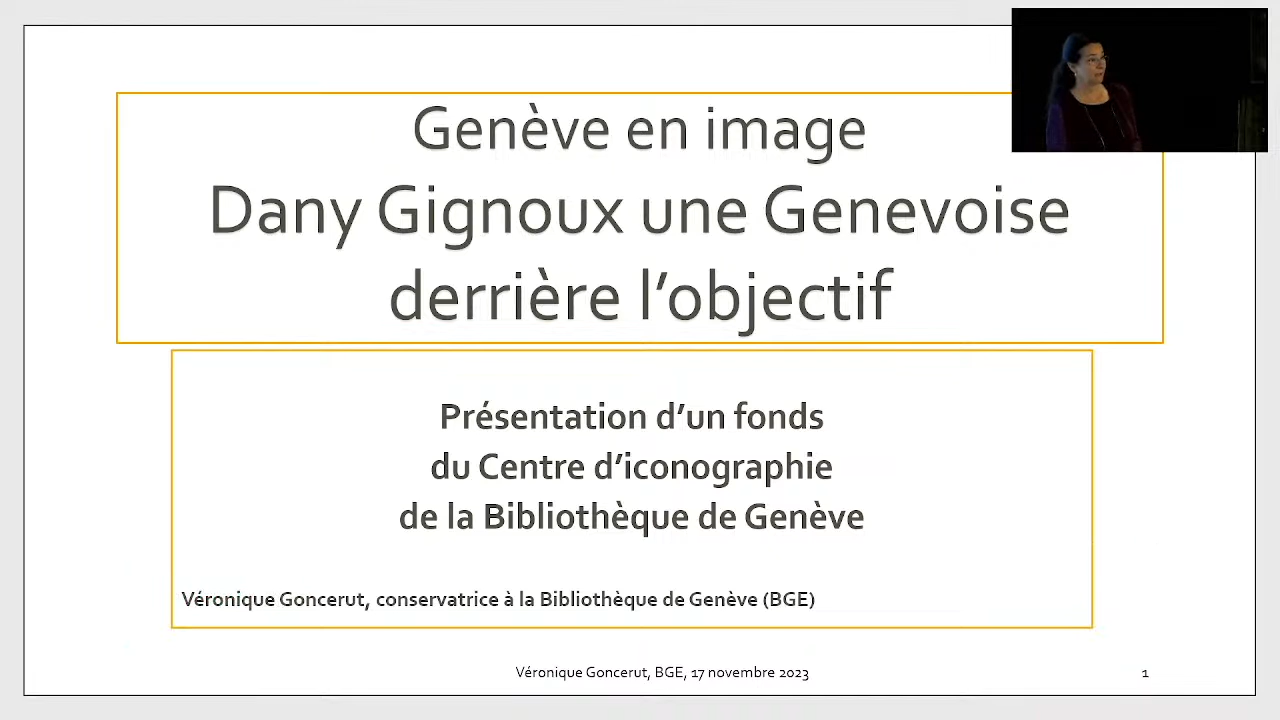 Genève en image
Dany Gignoux une Genevoise
derrière l’objectif
Présentation d’un fonds
du Centre d’iconographie
de la Bibliothèque de Genève
Véronique Goncerut, conservatrice à la Bibliothèque de Genève (BGE)
Véronique Goncerut, BGE, 17 novembre 2023 1